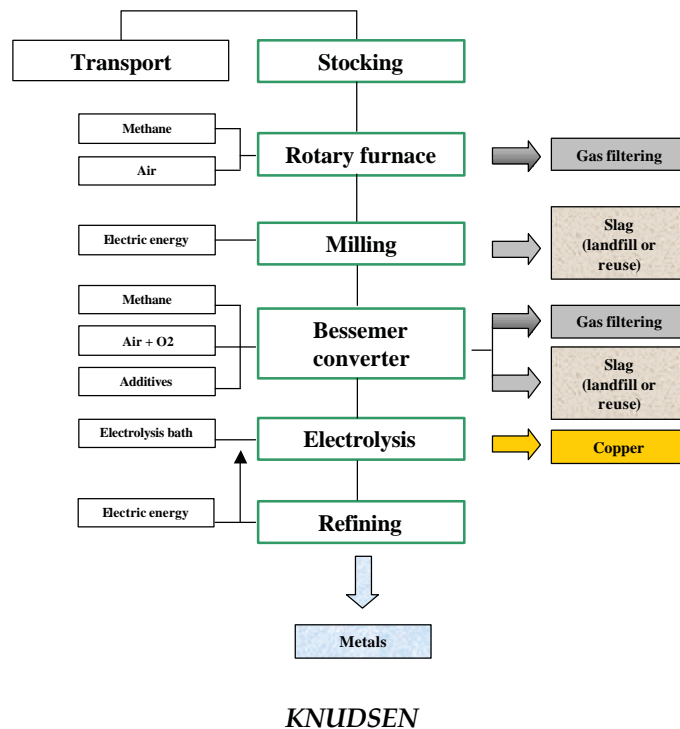 Transport
Stocking
Methane
Air
Rotary furnace
Gas filtering
Electric energy
Milling
Slag
(landfill or
reuse)
Methane
Air + O2
Additives
Bessemer
converter
Gas filtering
Slag
(landfill or
reuse)
Electrolysis bath
Electrolysis
Copper
Electric energy
Refining
Metals
KNUDSEN